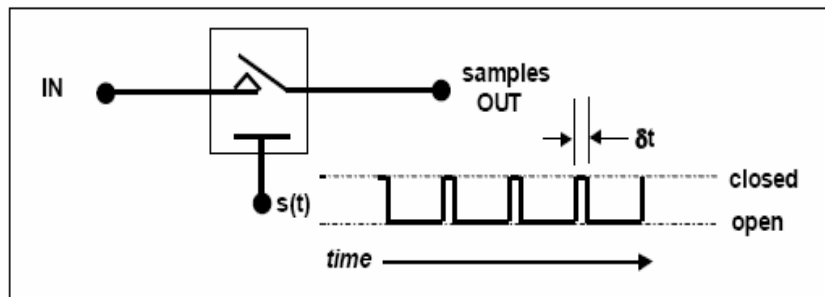 IN
samples
OUT
δt
closed
s(t)
open
time